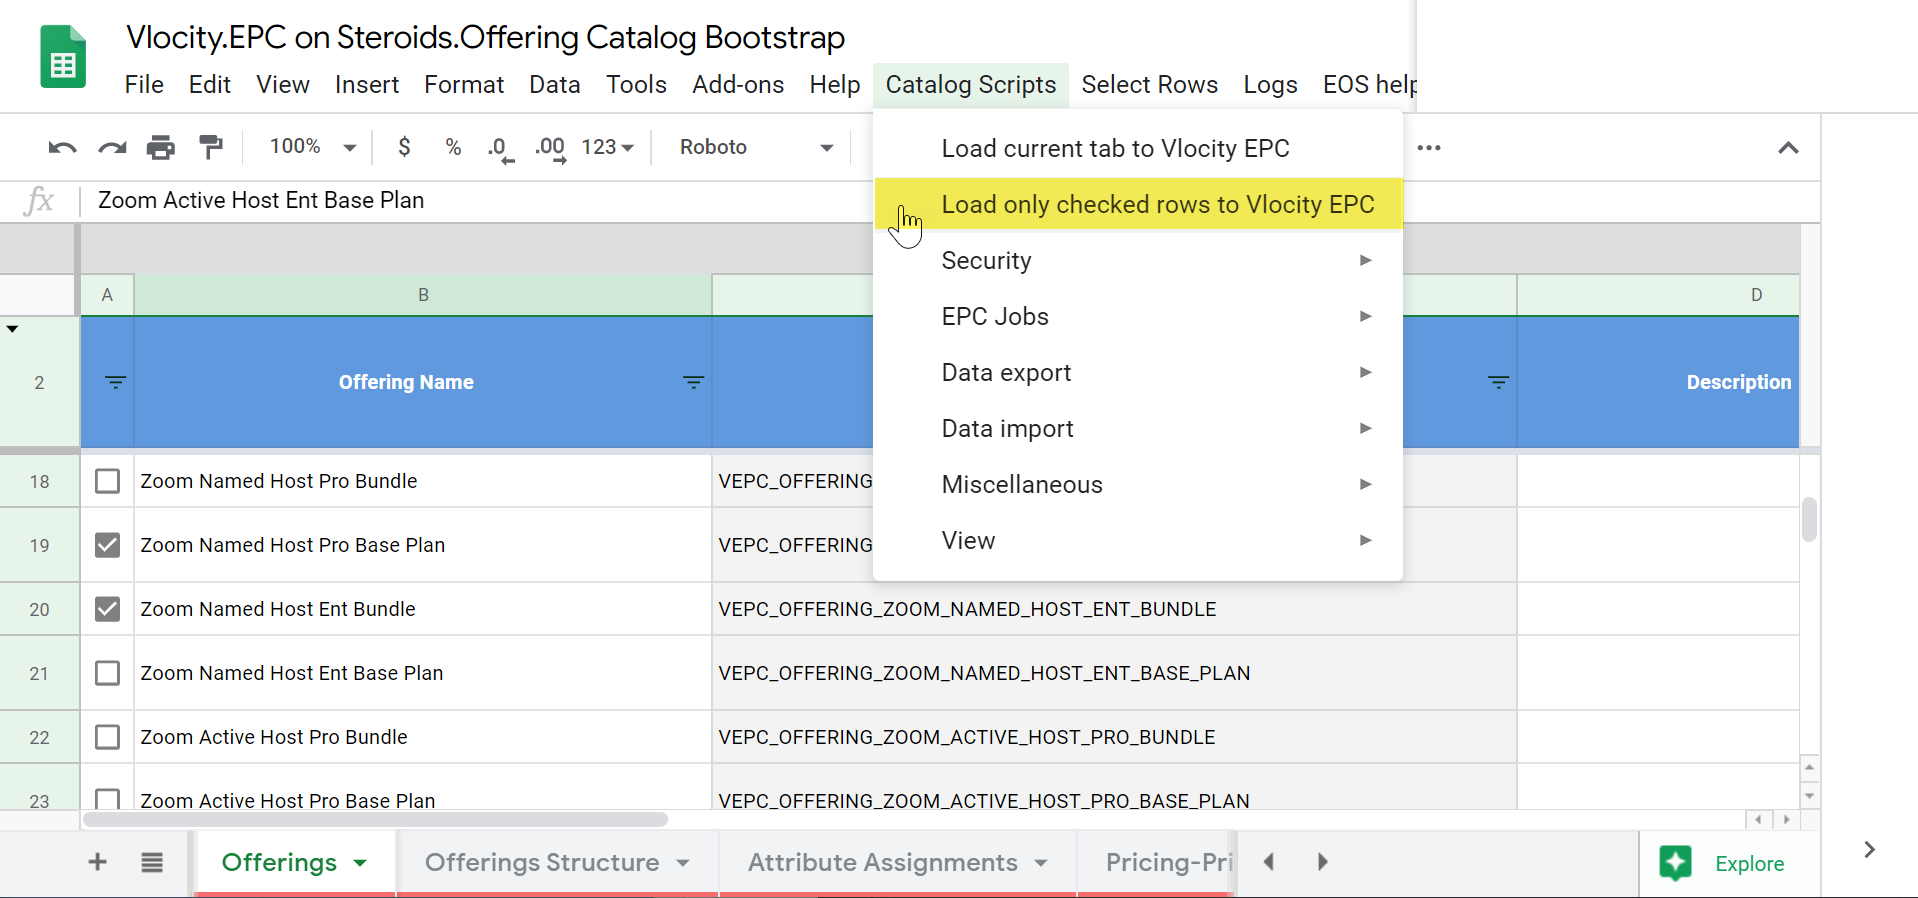 Vlocity.EPC on Steroids.Offering Catalog Bootstrap
File Edit View Insert Format Data Tools Add-ons Help Catalog Scripts Select Rows Logs EOS help
100% $ % .0 .00 123 Roboto
fx Zoom Active Host Ent Base Plan
Load current tab to Vlocity EPC
Load only checked rows to Vlocity EPC
Security
EPC Jobs
Data export
Data import
Miscellaneous
View
A B D
2 Offering Name Description
18 Zoom Named Host Pro Bundle VEPC_OFFERING
19 Zoom Named Host Pro Base Plan VEPC_OFFERING
20 Zoom Named Host Ent Bundle VEPC_OFFERING_ZOOM_NAMED_HOST_ENT_BUNDLE
21 Zoom Named Host Ent Base Plan VEPC_OFFERING_ZOOM_NAMED_HOST_ENT_BASE_PLAN
22 Zoom Active Host Pro Bundle VEPC_OFFERING_ZOOM_ACTIVE_HOST_PRO_BUNDLE
23 Zoom Active Host Pro Base Plan VEPC_OFFERING_ZOOM_ACTIVE_HOST_PRO_BASE_PLAN
Offerings Offerings Structure Attribute Assignments Pricing-Pri Explore